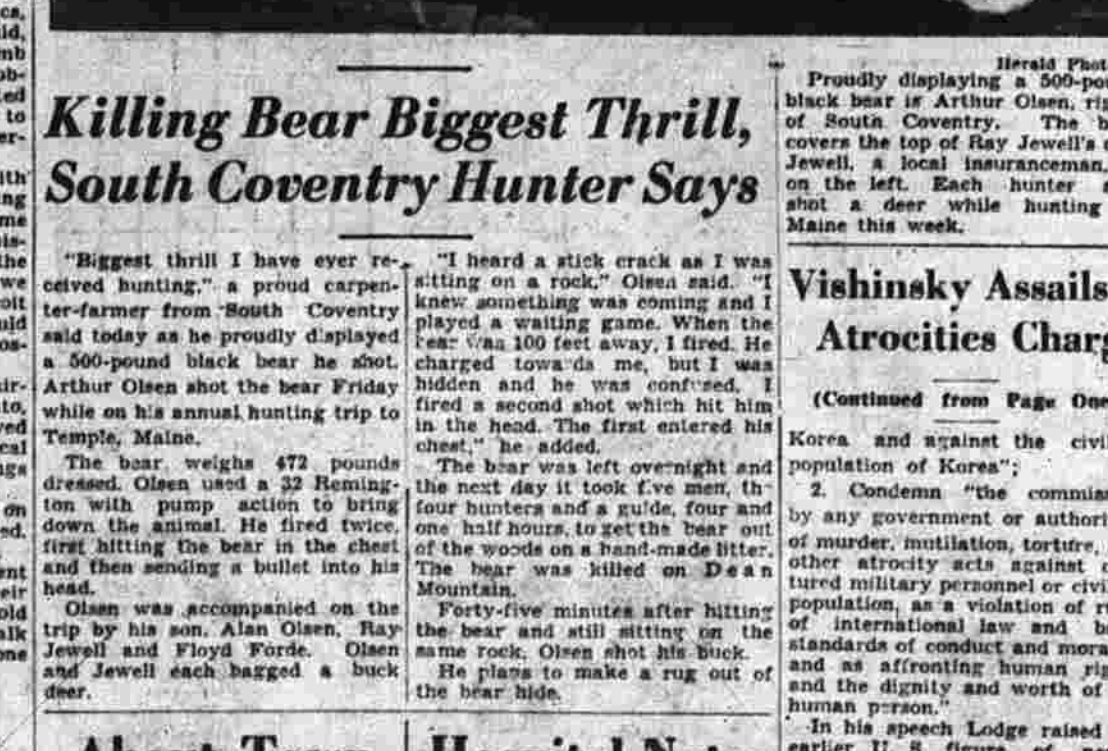 Killing Bear Biggest Thrill,
South Coventry Hunter Says
"Biggest thrill I have ever re-
ceived hunting," a proud carpen-
ter-farmer from South Coventry
said today as he proudly displayed
a 500-pound black bear he shot.
Arthur Olsen shot the bear Friday
while on his annual hunting trip to
Temple, Maine.
The bear weighs 472 pounds
dressed. Olsen used a 32 Reming-
ton with pump action to bring
down the animal. He fired twice,
first hitting the bear in the chest
and then sending a bullet into his
head.
Olsen was accompanied on the
trip by his son, Alan Olsen, Ray
Jewell and Floyd Forde. Olsen
and Jewell each bagged a buck
deer.
"I heard a stick crack as I was
sitting on a rock," Olsen said. "I
knew something was coming and I
played a waiting game. When the
bear was 100 feet away, I fired. He
charged towards me, but I was
hidden and he was confused. I
fired a second shot which hit him
in the head. The first entered his
chest," he added.
The bear was left overnight and
the next day it took five men, th
four hunters and a guide, four and
one half hours, to get the bear out
of the woods on a hand-made litter.
The bear was killed on Dean
Mountain.
Forty-five minutes after hitting
the bear and still sitting on the
same rock, Olsen shot his buck.
He plans to make a rug out of
the bear hide.
Herald Phot
Proudly displaying a 500-pou
black bear is Arthur Olsen, rig
of South Coventry. The b
covers the top of Ray Jewell's c
Jewell, a local insuranceman,
on the left. Each hunter a
shot a deer while hunting
Maine this week.
Vishinsky Assails
Atrocities Charg
(Continued from Page One
Korea and against the civil
population of Korea";
2. Condemn "the commiss
by any government or authori
of murder, mutilation, torture,
other atrocity acts against c
tured military personnel or civi
population, as a violation of ru
of international law and b
standards of conduct and mora
and as affronting human rig
and the dignity and worth of
human person."
In his speech Lodge raised
earlier U. S.